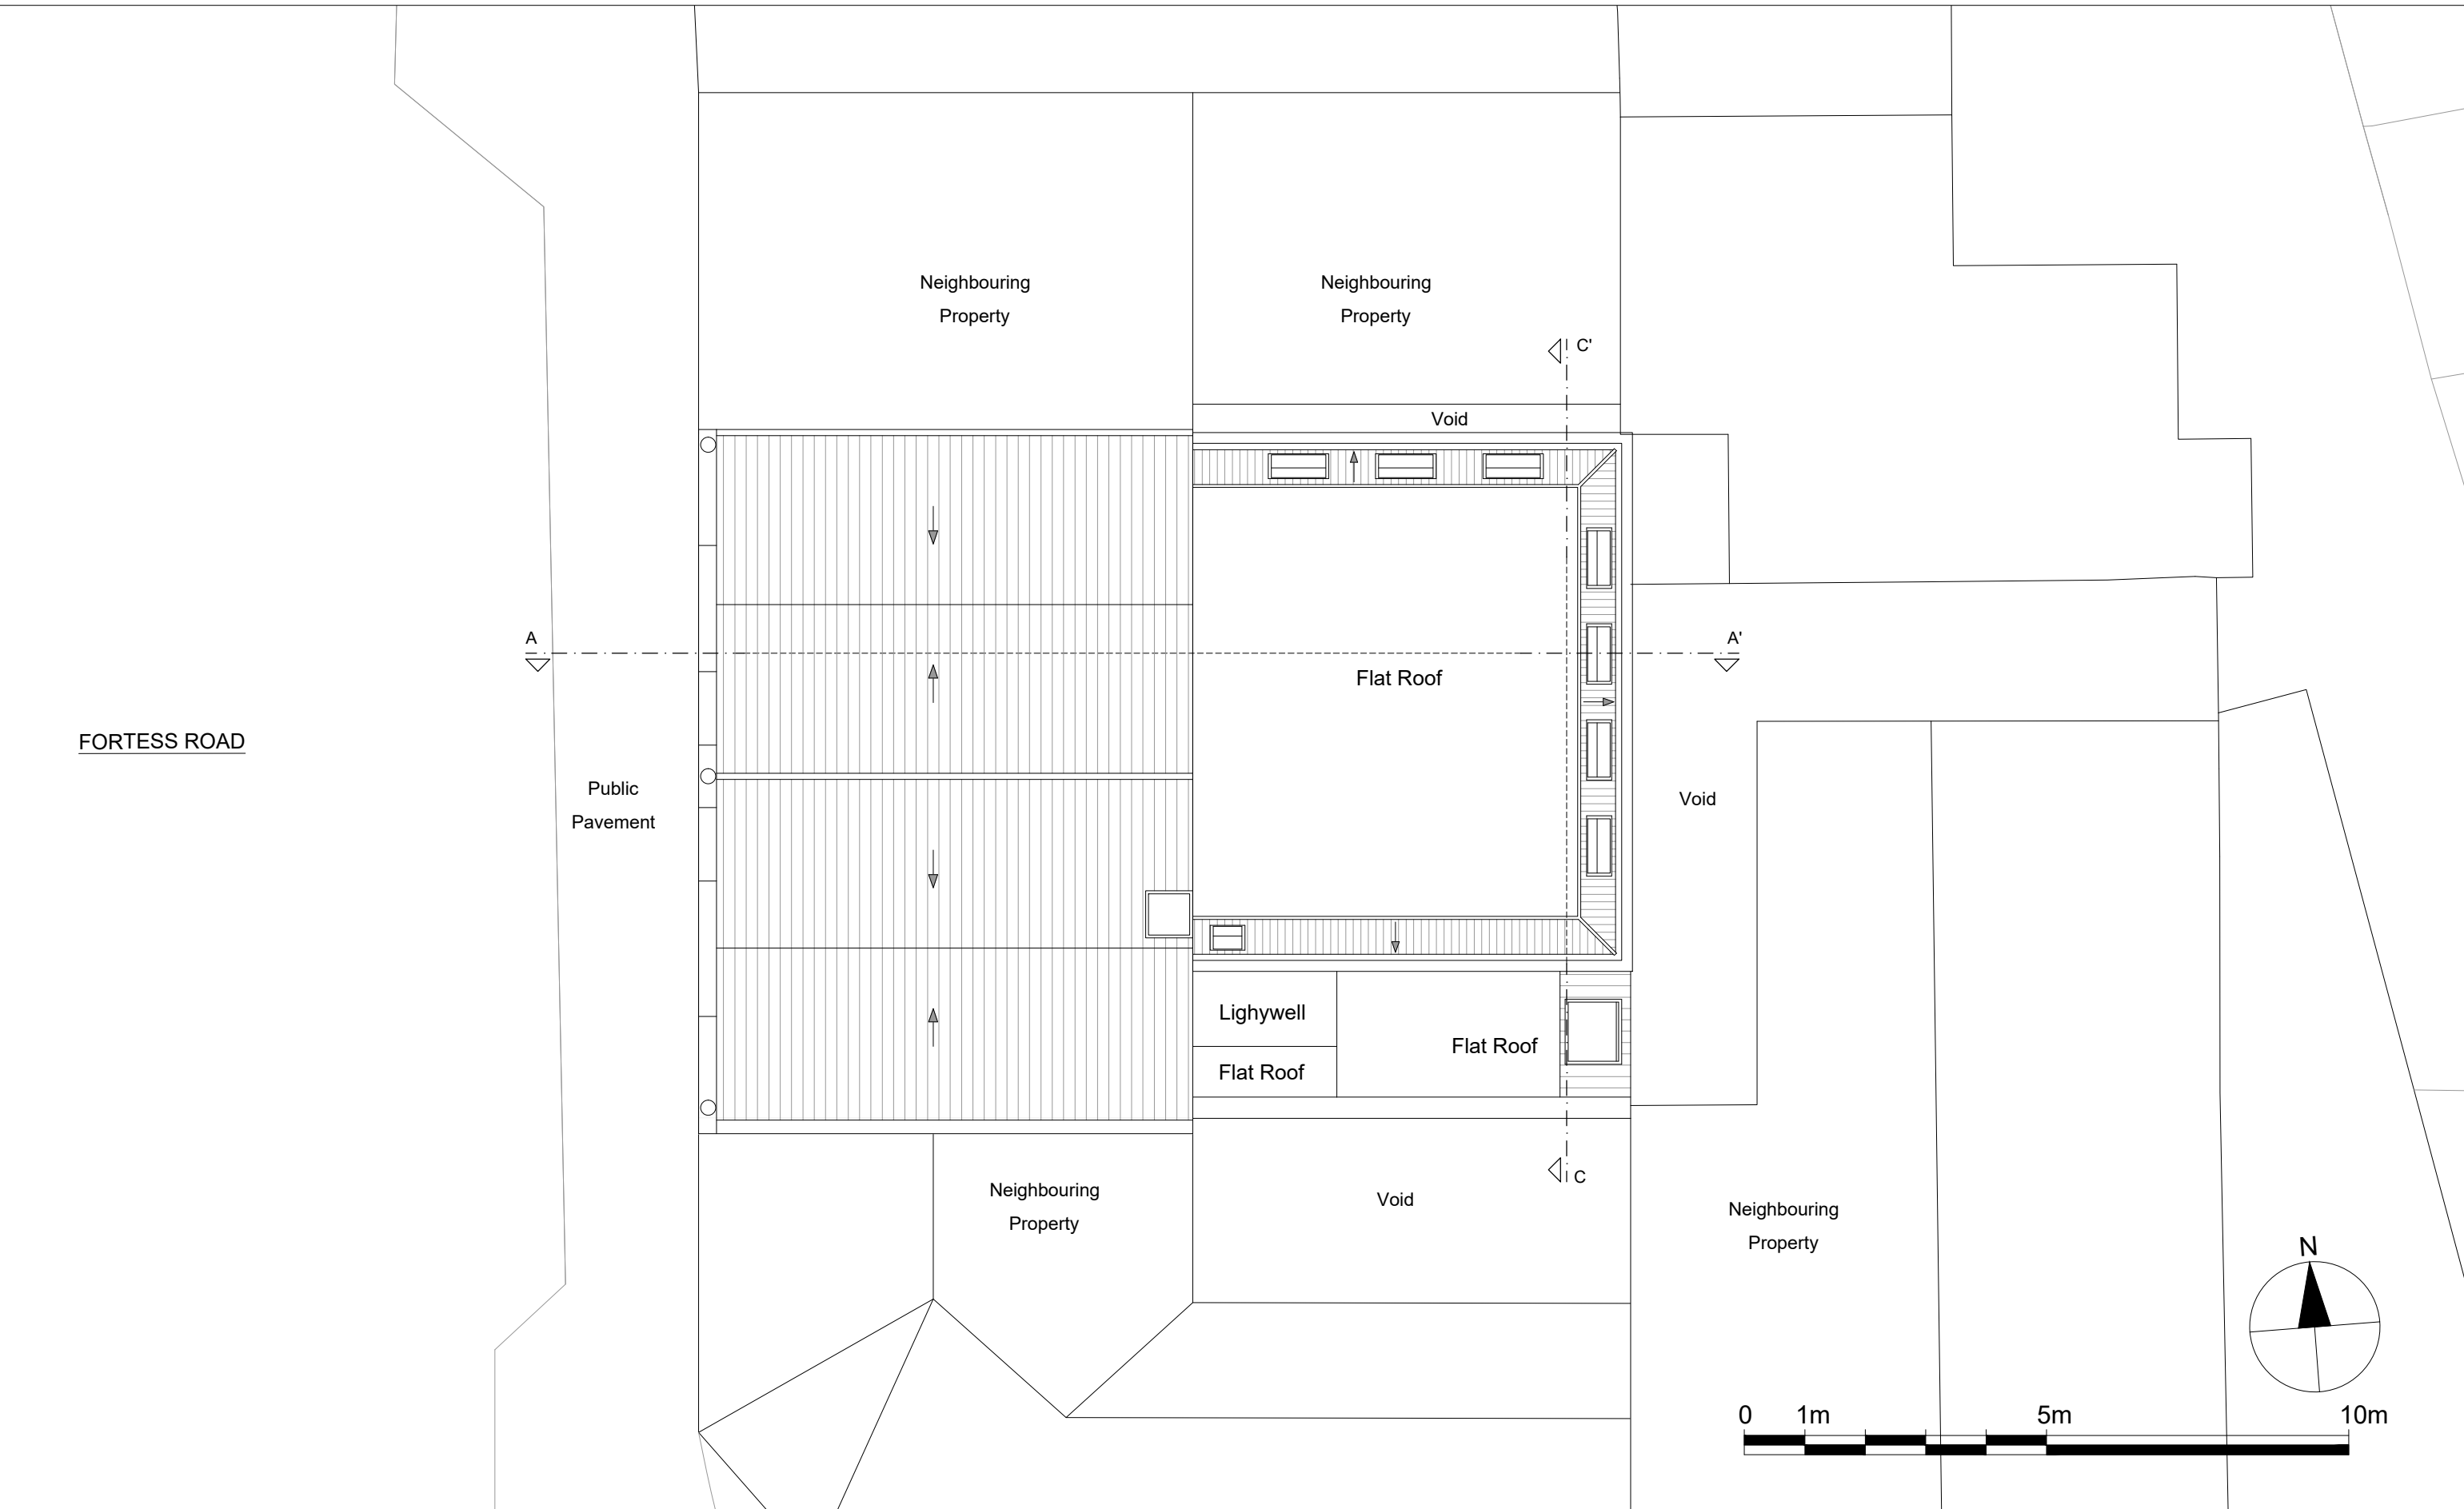 Neighbouring
Property
Neighbouring
Property
C'
Void
A
A'
Flat Roof
FORTESS ROAD
Public
Pavement
Void
Lighywell
Flat Roof
Flat Roof
C
Neighbouring
Property
Void
Neighbouring
Property
N
0 1m 5m 10m